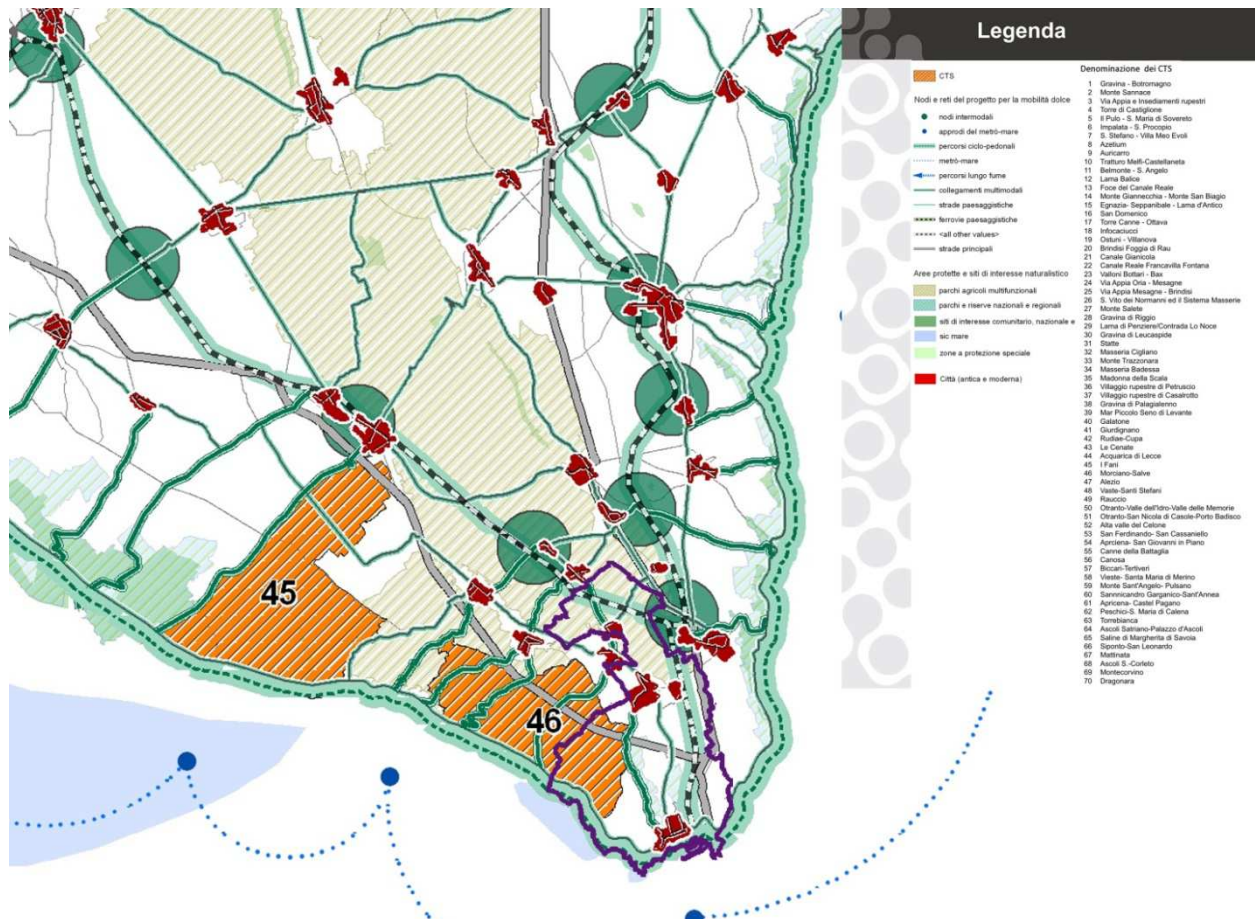 45
46
Legenda
CTS
Nodi e reti del progetto per la mobilità dolce
nodi intermodali
approdi del metrò-mare
percorsi ciclo-pedonali
metrò-mare
percorsi lungo fume
collegamenti multimodali
strade paesaggistiche
ferrovie paesaggistiche
<all other values>
strade principali
Aree protette e siti di interesse naturalistico
parchi agricoli multifunzionali
parchi e riserve nazionali e regionali
siti di interesse comunitario, nazionale e
sic mare
zone a protezione speciale
Città (antica e moderna)
Denominazione dei CTS
1 Gravina - Botromagno
2 Monte Sannace
3 Via Appia e Insediamenti rupestri
4 Torre di Castiglione
5 Il Pulo - S. Maria di Sovereto
6 Impalata - S. Procopio
7 S. Stefano - Villa Meo Evoli
8 Azetium
9 Auricarro
10 Tratturo Melfi-Castellaneta
11 Belmonte - S. Angelo
12 Lama Balice
13 Foce del Canale Reale
14 Monte Giannecchia - Monte San Biagio
15 Egnazia- Seppanibale - Lama d'Antico
16 San Domenico
17 Torre Canne - Ottava
18 Infocaciucci
19 Ostuni - Villanova
20 Brindisi Foggia di Rau
21 Canale Gianicola
22 Canale Reale Francavilla Fontana
23 Valloni Bottari - Bax
24 Via Appia Oria - Mesagne
25 Via Appia Mesagne - Brindisi
26 S. Vito dei Normanni ed il Sistema Masserie
27 Monte Salete
28 Gravina di Riggio
29 Lama di Penziere/Contrada Lo Noce
30 Gravina di Leucaspide
31 Statte
32 Masseria Cigliano
33 Monte Trazzonara
34 Masseria Badessa
35 Madonna della Scala
36 Villaggio rupestre di Petruscio
37 Villaggio rupestre di Casalrotto
38 Gravina di Palagialenno
39 Mar Piccolo Seno di Levante
40 Galatone
41 Giurdignano
42 Rudiae-Cupa
43 Le Cenate
44 Acquarica di Lecce
45 I Fani
46 Morciano-Salve
47 Alezio
48 Vaste-Santi Stefani
49 Rauccio
50 Otranto-Valle dell'Idro-Valle delle Memorie
51 Otranto-San Nicola di Casole-Porto Badisco
52 Alta valle del Celone
53 San Ferdinando- San Cassaniello
54 Aprciena- San Giovanni in Piano
55 Canne della Battaglia
56 Canosa
57 Biccari-Tertiveri
58 Vieste- Santa Maria di Merino
59 Monte Sant'Angelo- Pulsano
60 Sannnicandro Garganico-Sant'Annea
61 Apricena- Castel Pagano
62 Peschici-S. Maria di Calena
63 Torrebianca
64 Ascoli Satriano-Palazzo d'Ascoli
65 Saline di Margherita di Savoia
66 Siponto-San Leonardo
67 Mattinata
68 Ascoli S.-Corleto
69 Montecorvino
70 Dragonara